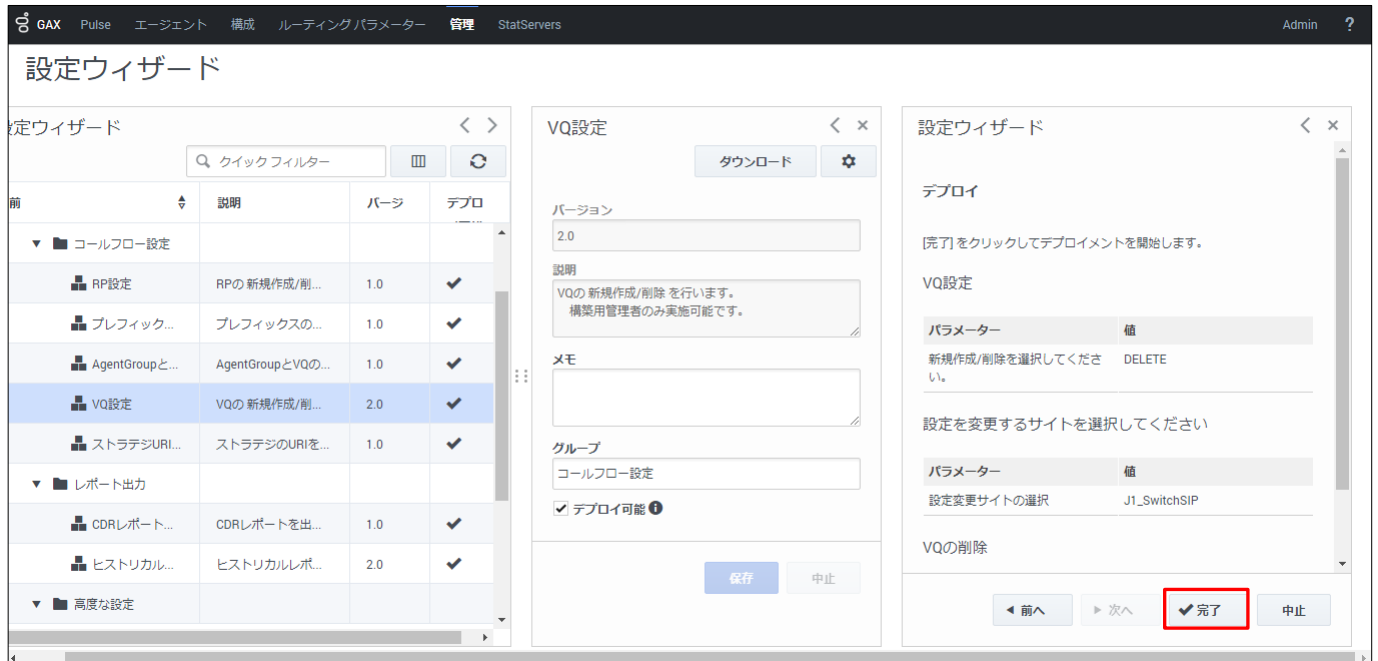 GAX Pulse エージェント 構成 ルーティング パラメーター 管理 StatServers Admin ?
設定ウィザード
設定ウィザード
クイック フィルター
前 説明 バージ デプロ
コールフロー設定
RP設定 RPの 新規作成/削... 1.0
プレフィック... プレフィックスの... 1.0
AgentGroupと... AgentGroupとVQの... 1.0
VQ設定 VQの 新規作成/削... 2.0
ストラテジURI... ストラテジのURIを... 1.0
レポート出力
CDRレポート... CDRレポートを出... 1.0
ヒストリカル... ヒストリカルレポ... 2.0
高度な設定
VQ設定
ダウンロード
バージョン
2.0
説明
VQの 新規作成/削除 を行います。
構築用管理者のみ実施可能です。
メモ
グループ
コールフロー設定
デプロイ可能
保存 中止
設定ウィザード
デプロイ
[完了] をクリックしてデプロイメントを開始します。
VQ設定
パラメーター 値
新規作成/削除を選択してくださ DELETE
い。
設定を変更するサイトを選択してください
パラメーター 値
設定変更サイトの選択 J1_SwitchSIP
VQの削除
前へ 次へ 完了 中止